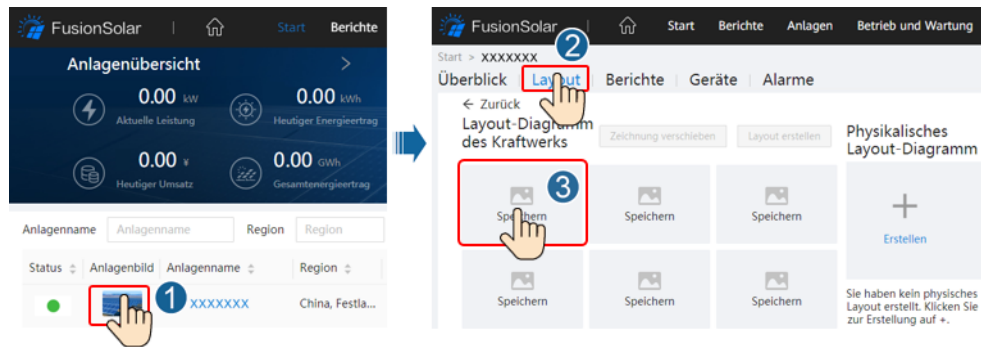 FusionSolar Start Berichte
Anlagenübersicht >
0.00 kW
Aktuelle Leistung
0.00 kWh
Heutiger Energieertrag
0.00 ¥
Heutiger Umsatz
0.00 GWh
Gesamtenergieertrag
Anlagenname Anlagenname Region Region
Status Anlagenbild Anlagenname Region
1 XXXXXXX China, Festla...
FusionSolar Start Berichte Anlagen Betrieb und Wartung
2
Start > XXXXXXX
Überblick Layout Berichte Geräte Alarme
← Zurück
Layout-Diagramm
des Kraftwerks
Zeichnung verschieben Layout erstellen
Physikalisches
Layout-Diagramm
3
Speichern Speichern Speichern
+
Erstellen
Speichern Speichern Speichern
Sie haben kein physisches
Layout erstellt. Klicken Sie
zur Erstellung auf +.